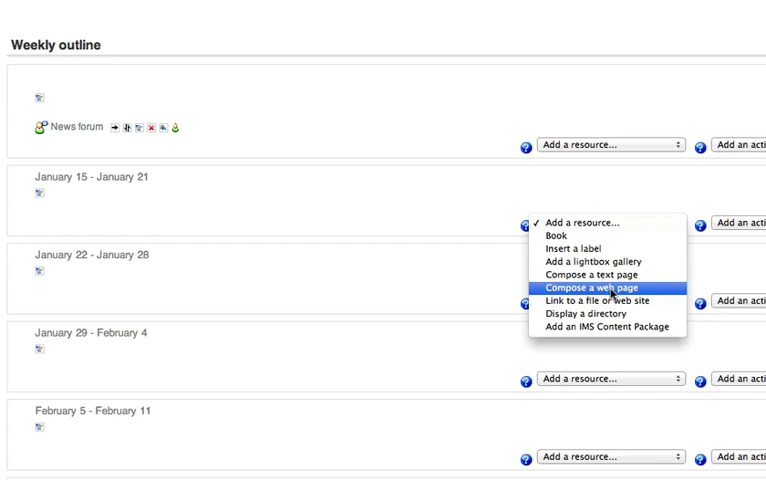 Weekly outline
News forum
Add a resource...
Add an acti
January 15 - January 21
Add a resource...
Add an acti
Book
Insert a label
Add a lightbox gallery
Compose a text page
Compose a web page
Link to a file or web site
Display a directory
Add an IMS Content Package
January 22 - January 28
Add an acti
January 29 - February 4
Add a resource...
Add an acti
February 5 - February 11
Add a resource...
Add an acti